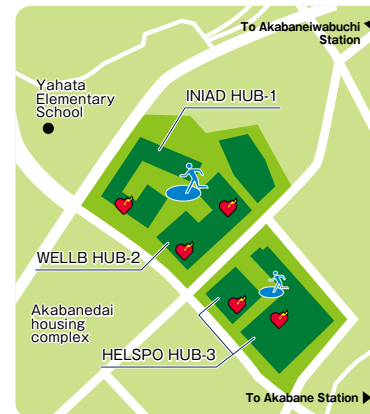 To Akabaneiwabuchi
Station
Yahata
Elementary
School
INIAD HUB-1
WELLB HUB-2
Akabanedai
housing
complex
HELSPO HUB-3
To Akabane Station